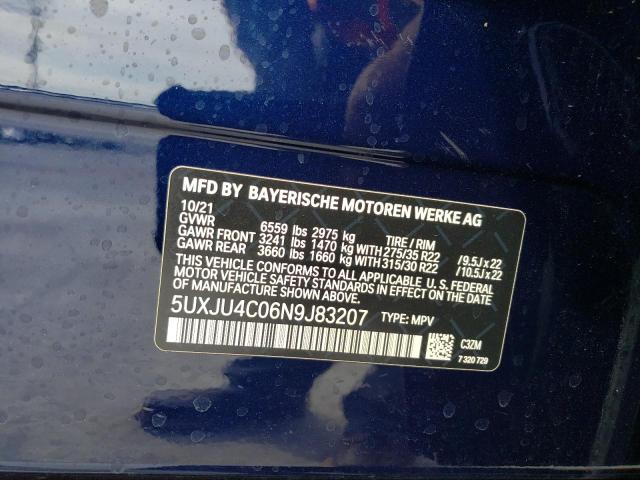 MFD BY BAYERISCHE MOTOREN WERKE AG
10/21
GVWR 6559 lbs 2975 kg TIRE / RIM
GAWR FRONT 3241 lbs 1470 kg WITH 275/35 R22 /9.5J x 22
GAWR REAR 3660 lbs 1660 kg WITH 315/30 R22 /10.5J x 22
THIS VEHICLE CONFORMS TO ALL APPLICABLE U.S. FEDERAL
MOTOR VEHICLE SAFETY STANDARDS IN EFFECT ON THE DATE OF
MANUFACTURE SHOWN ABOVE.
5UXJU4C06N9J83207 TYPE: MPV
C3ZM
7 320 729